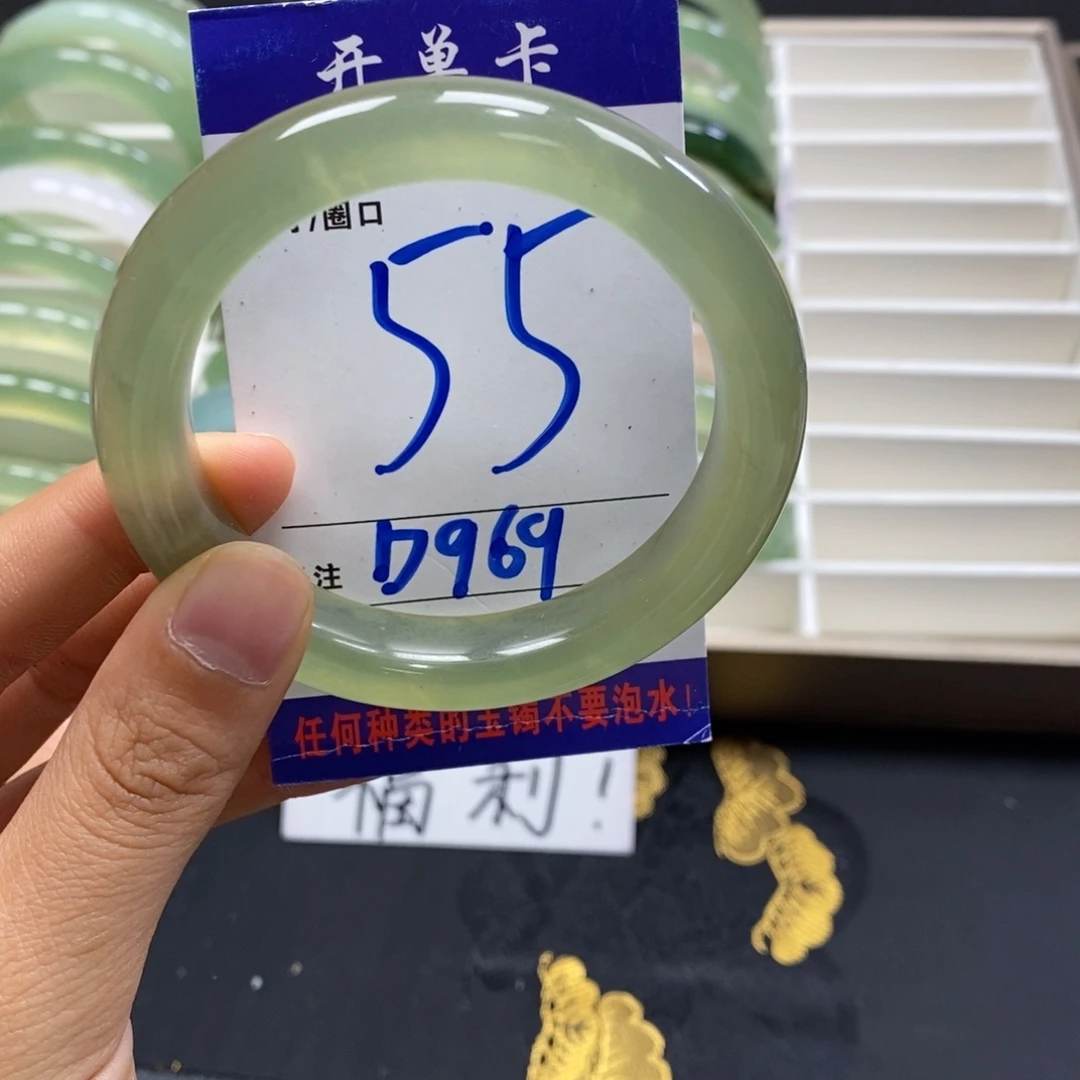 开单卡
/圈口
55
注 D969
任何种类的玉镯不要泡水!
福利!